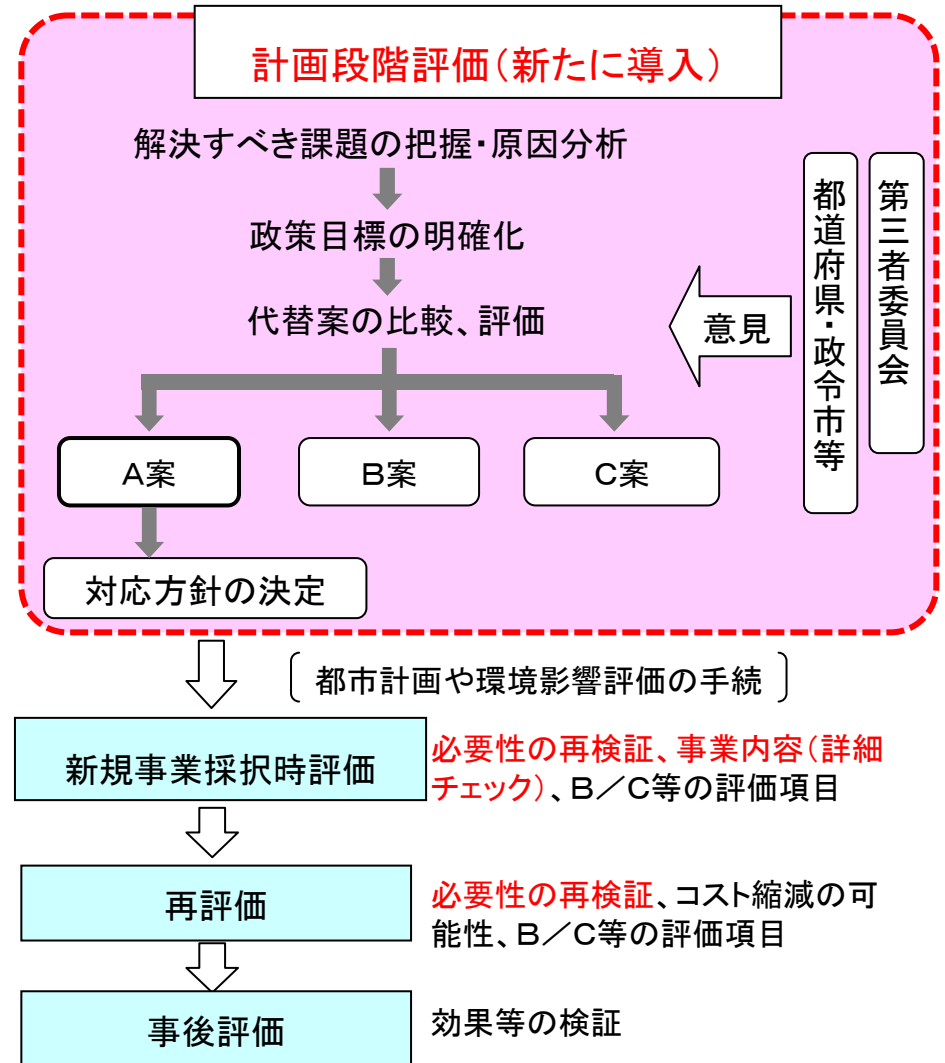 計画段階評価(新たに導入)
解決すべき課題の把握・原因分析
政策目標の明確化
代替案の比較、評価
意見
都道府県・政令市等
第三者委員会
A案
B案
C案
対応方針の決定
都市計画や環境影響評価の手続
新規事業採択時評価
必要性の再検証、事業内容(詳細
チェック)、B/C等の評価項目
再評価
必要性の再検証、コスト縮減の可
能性、B/C等の評価項目
事後評価
効果等の検証